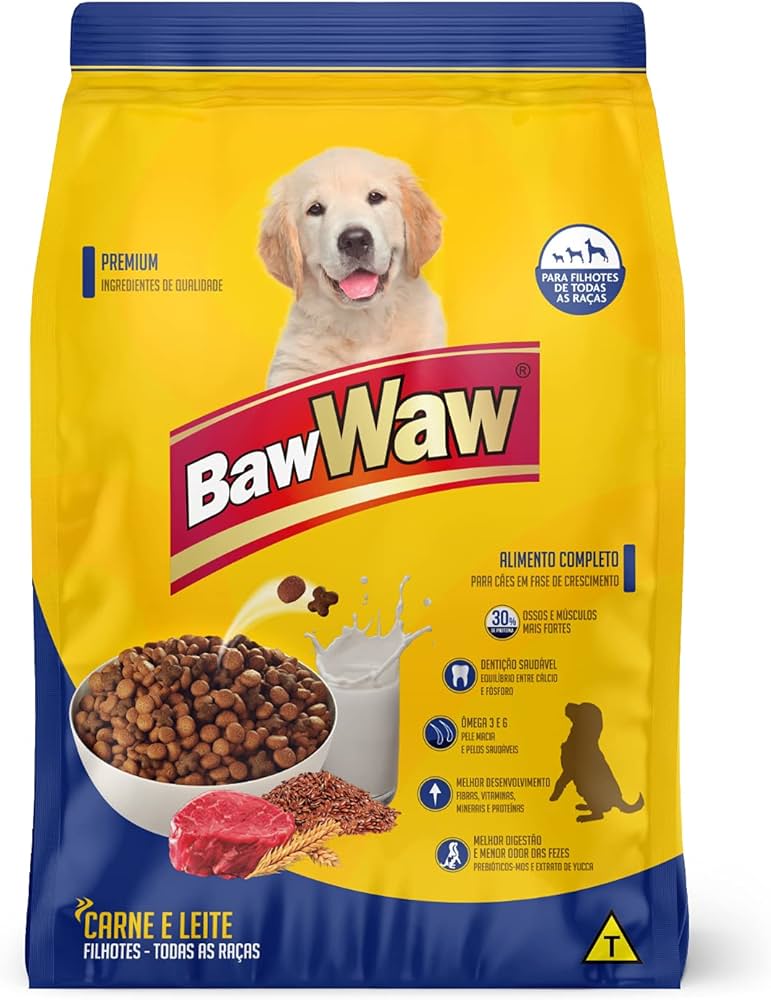 PREMIUM
INGREDIENTES DE QUALIDADE
PARA FILHOTES
DE TODAS
AS RAÇAS
BawWaw®
ALIMENTO COMPLETO
PARA CÃES EM FASE DE CRESCIMENTO
30%
DE PROTEÍNA
OSSOS E MÚSCULOS
MAIS FORTES
DENTIÇÃO SAUDÁVEL
EQUILÍBRIO ENTRE CÁLCIO
E FÓSFORO
ÔMEGA 3 E 6
PELE MACIA
E PELOS SAUDÁVEIS
MELHOR DESENVOLVIMENTO
FIBRAS, VITAMINAS,
MINERAIS E PROTEÍNAS
MELHOR DIGESTÃO
E MENOR ODOR DAS FEZES
PREBIÓTICOS-MOS E EXTRATO DE YUCCA
CARNE E LEITE
FILHOTES - TODAS AS RAÇAS
T